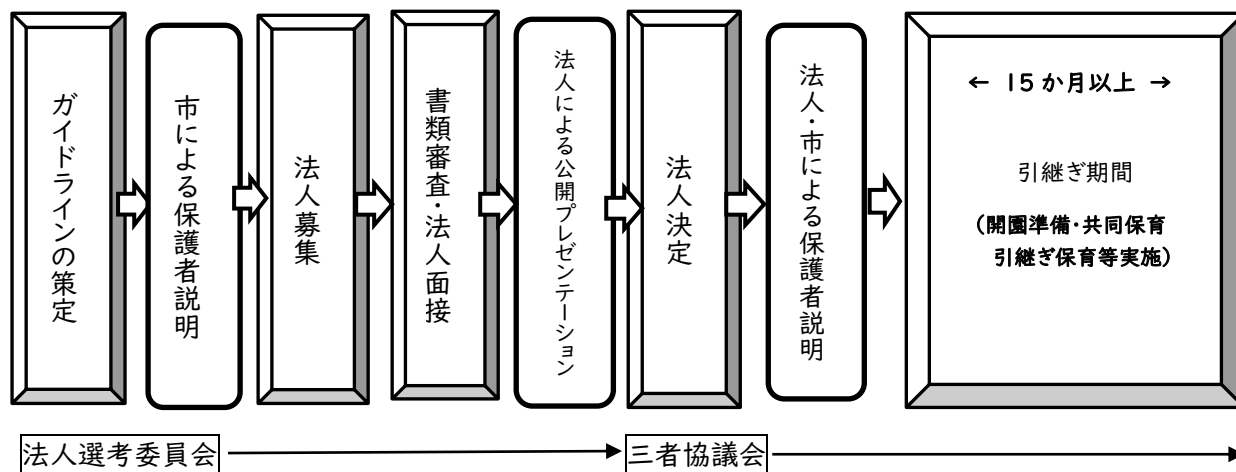 ガイドラインの策定
市による保護者説明
法人募集
書類審査・法人面接
法人による公開プレゼンテーション
法人決定
法人・市による保護者説明
← 15か月以上 →
引継ぎ期間
(開園準備・共同保育
引継ぎ保育等実施)
法人選考委員会
三者協議会